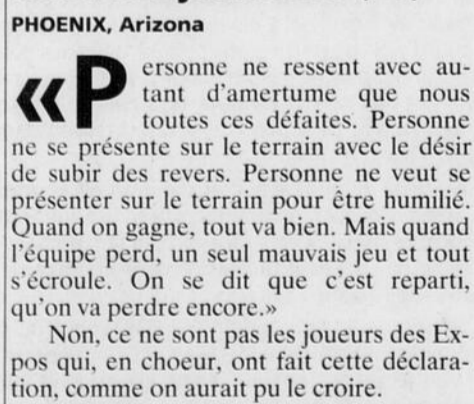 PHOENIX, Arizona
«Personne ne ressent avec au-
tant d'amertume que nous
toutes ces défaites. Personne
ne se présente sur le terrain avec le désir
de subir des revers. Personne ne veut se
présenter sur le terrain pour être humilié.
Quand on gagne, tout va bien. Mais quand
l'équipe perd, un seul mauvais jeu et tout
s'écroule. On se dit que c'est reparti,
qu'on va perdre encore.»
Non, ce ne sont pas les joueurs des Ex-
pos qui, en choeur, ont fait cette déclara-
tion, comme on aurait pu le croire.